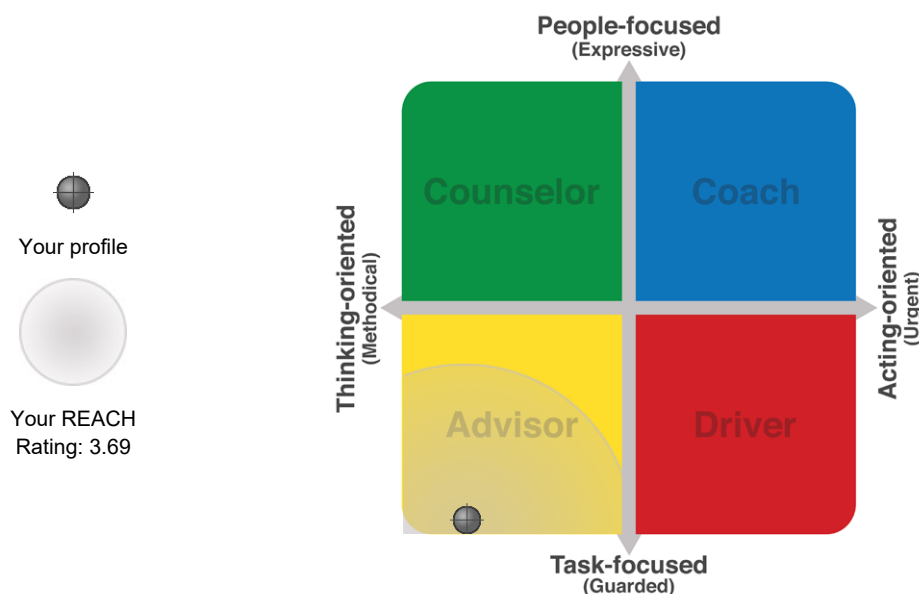 People-focused
(Expressive)
Counselor
Coach
Your profile
Thinking-oriented
(Methodical)
Acting-oriented
(Urgent)
Your REACH
Rating: 3.69
Advisor
Driver
Task-focused
(Guarded)